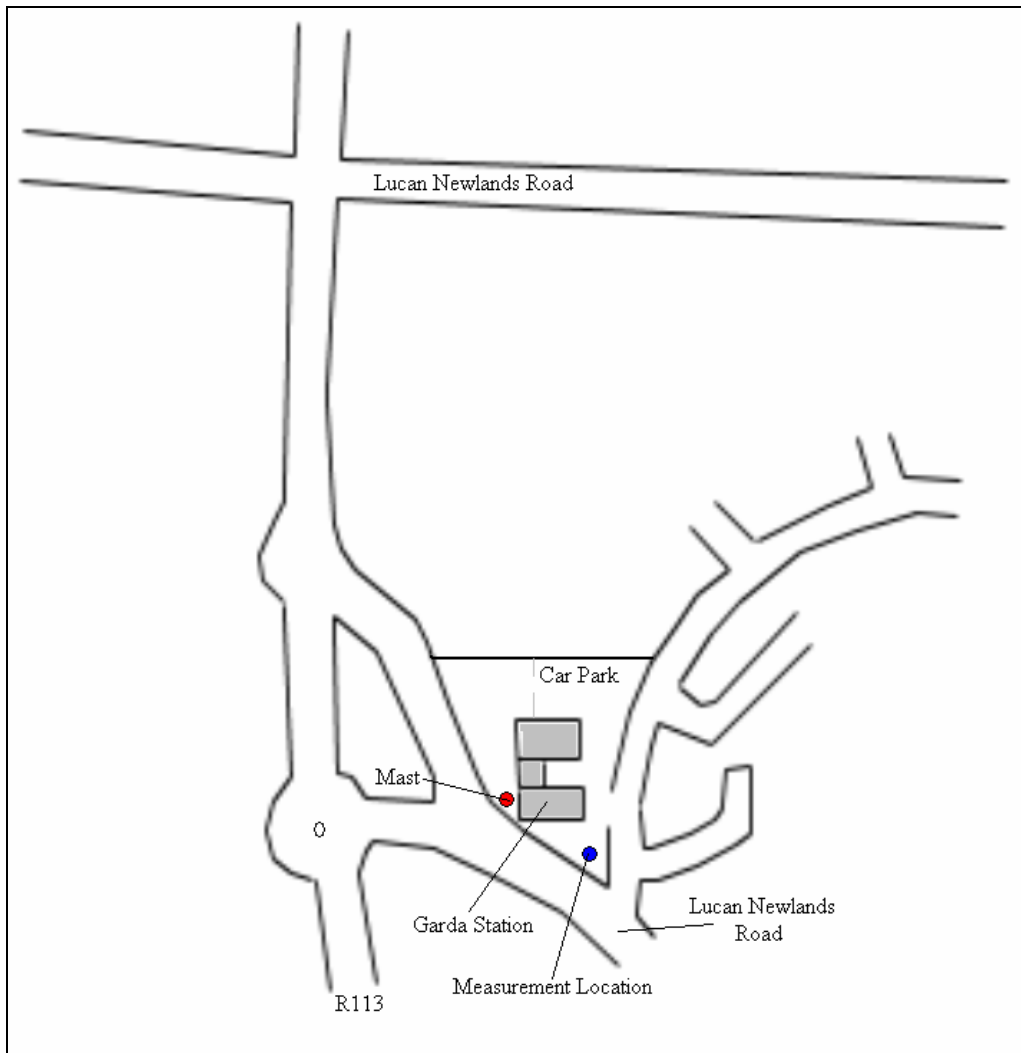 Lucan Newlands Road
Car Park
Mast
O
Garda Station
Lucan Newlands
Road
Measurement Location
R113